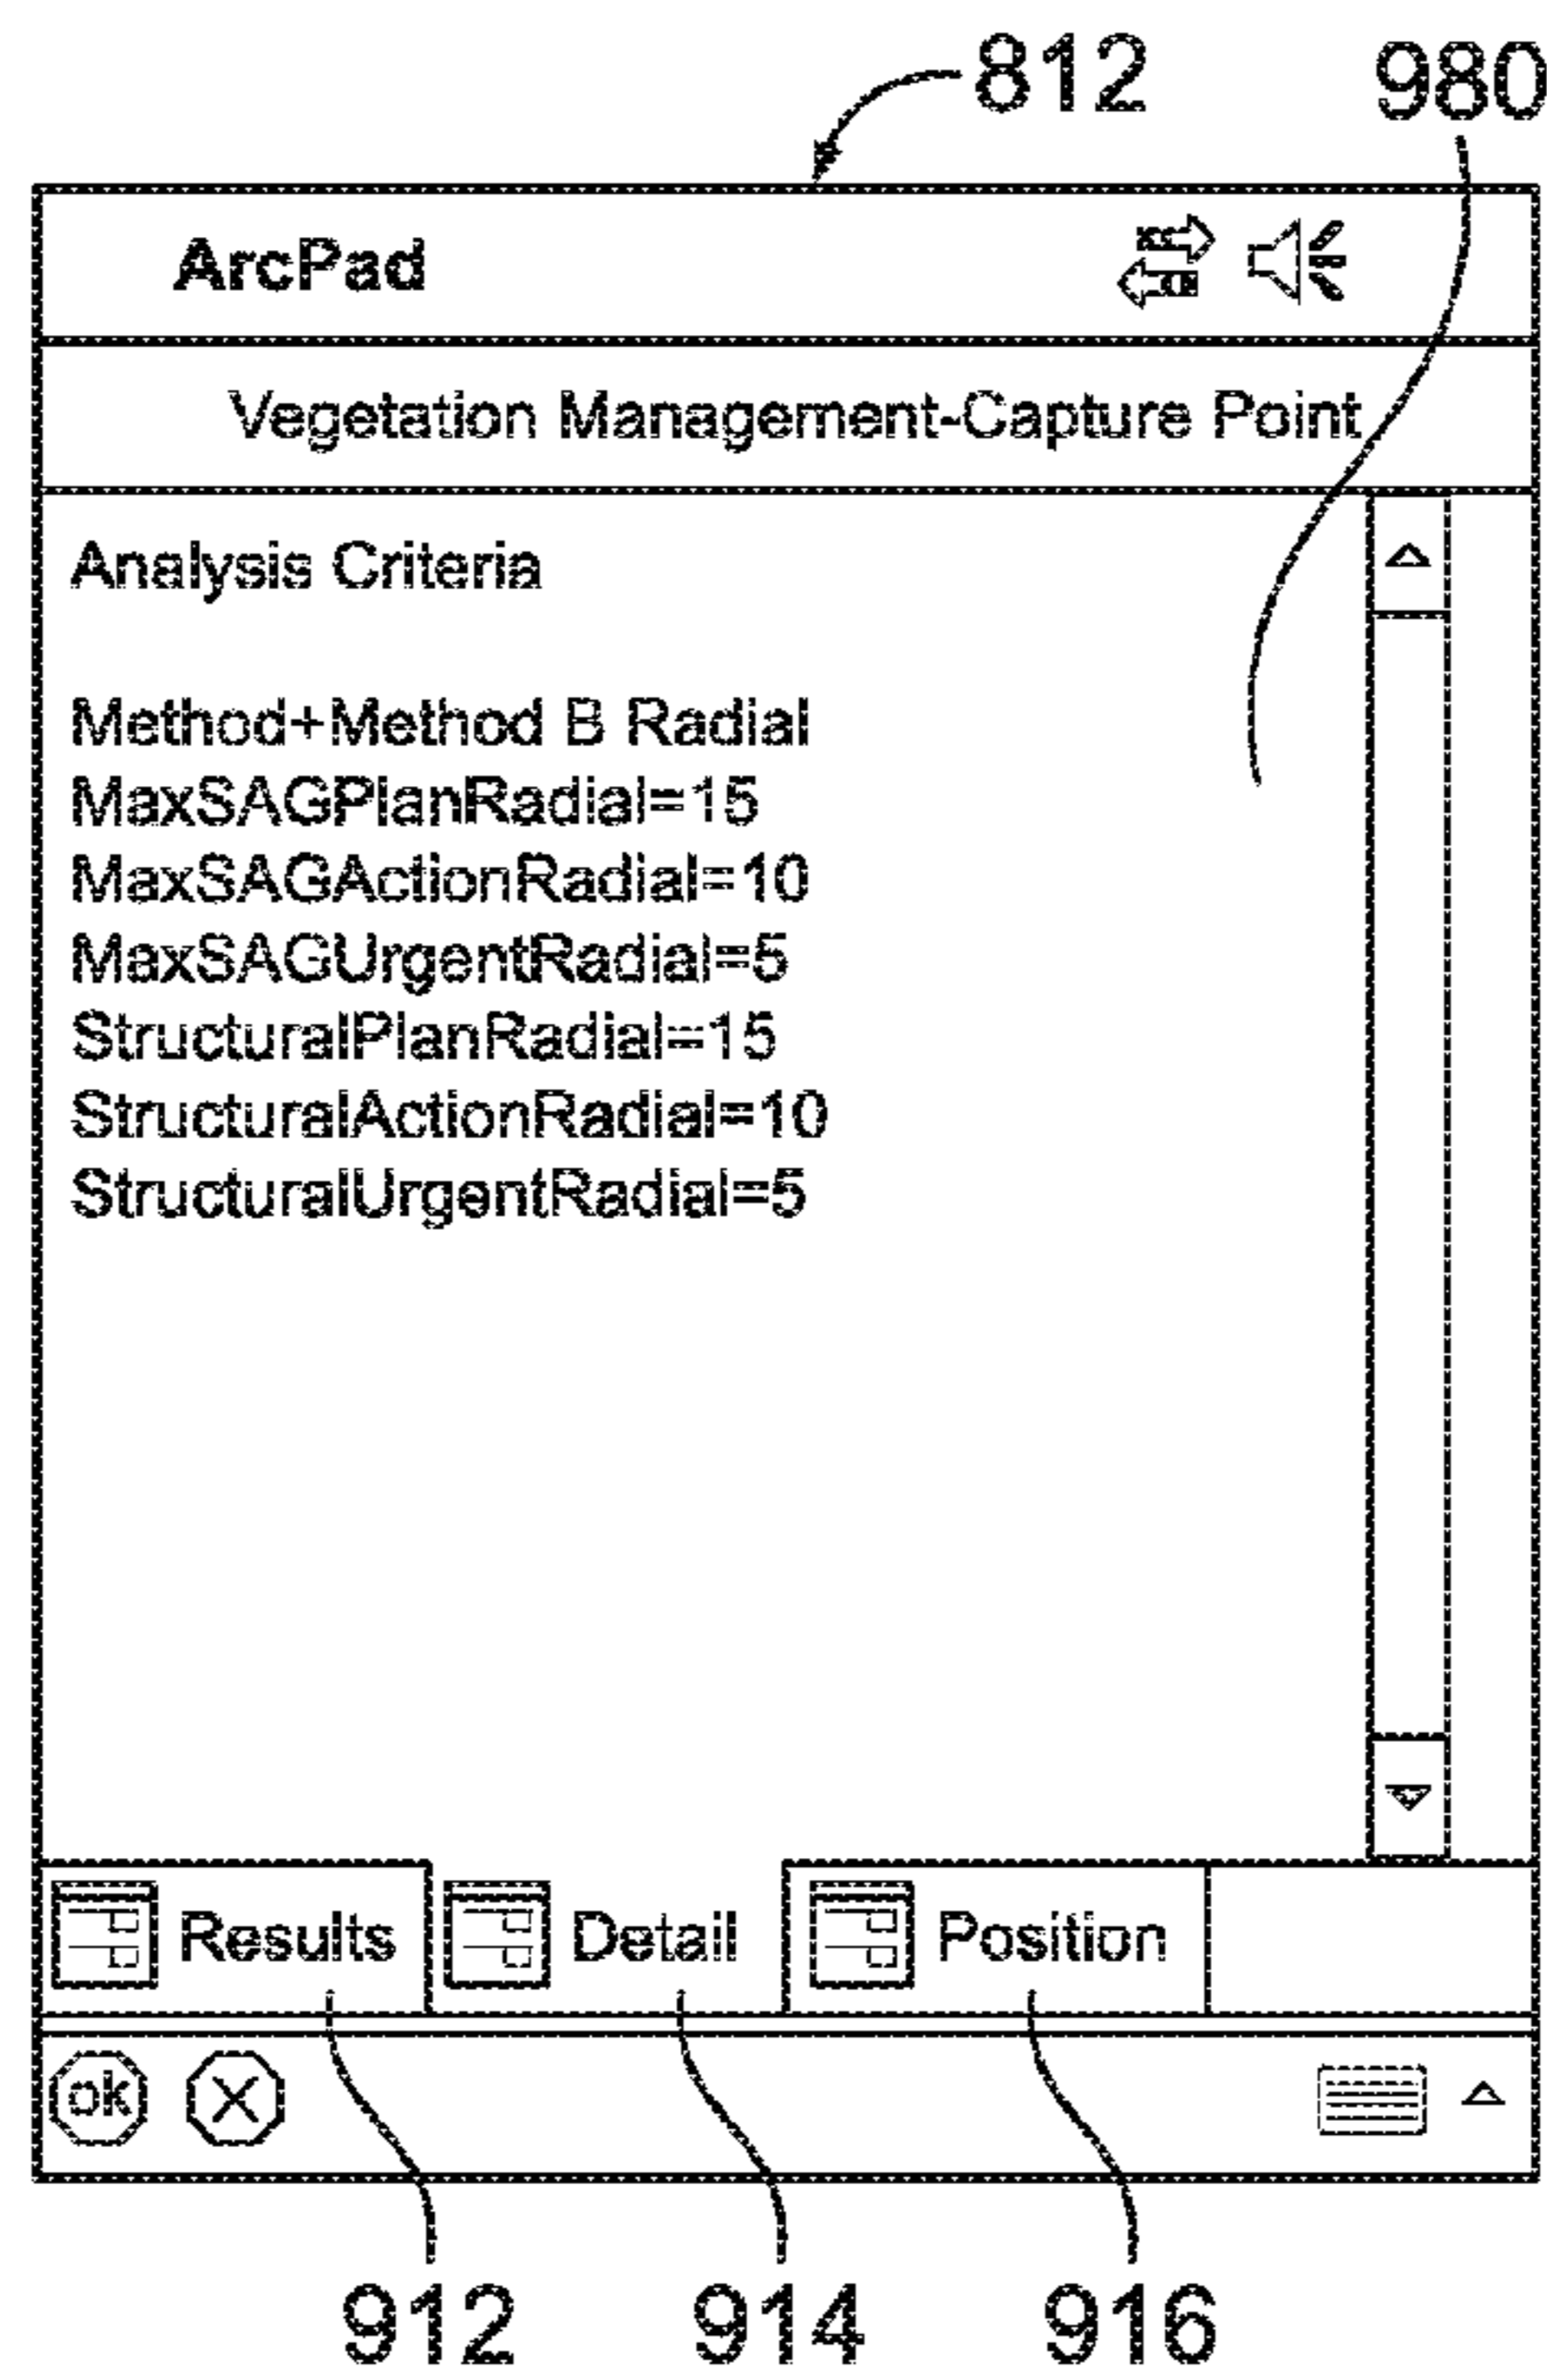 812 980
ArcPad
Vegetation Management-Capture Point
Analysis Criteria
Method+Method B Radial
MaxSAGPlanRadial=15
MaxSAGActionRadial=10
MaxSAGUrgentRadial=5
StructuralPlanRadial=15
StructuralActionRadial=10
StructuralUrgentRadial=5
Results Detail Position
ok
912 914 916